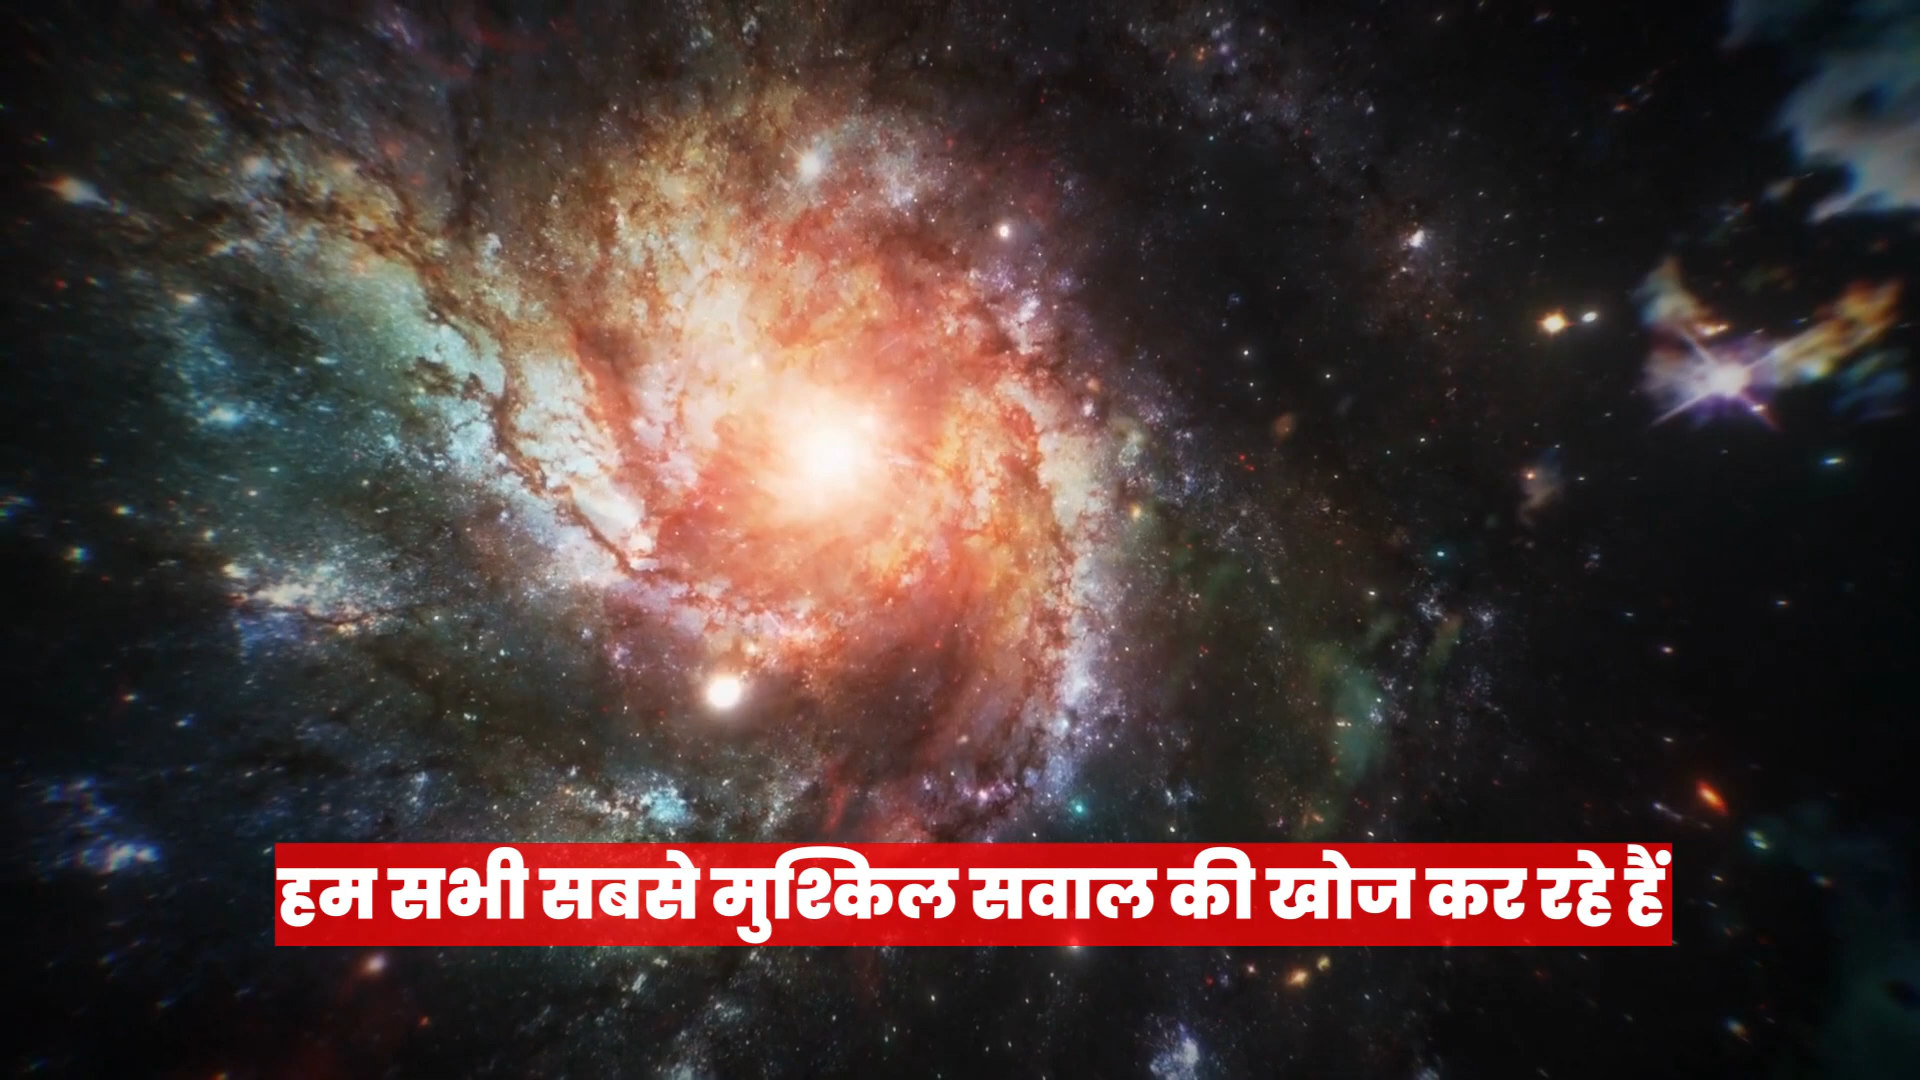 हम सभी सबसे मुश्किल सवाल की खोज कर रहे हैं